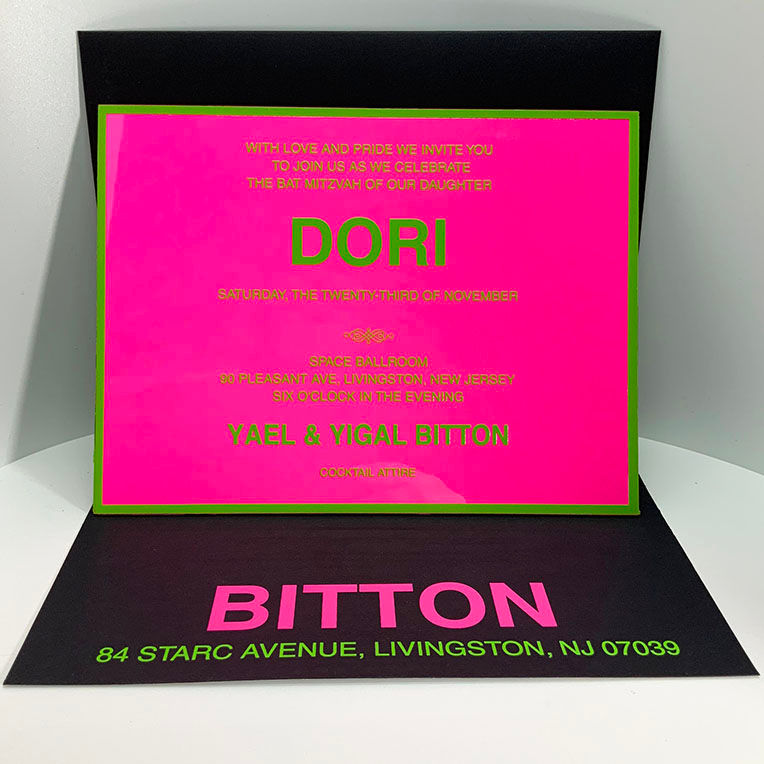 WITH LOVE AND PRIDE WE INVITE YOU
TO JOIN US AS WE CELEBRATE
THE BAT MITZVAH OF OUR DAUGHTER
DORI
SATURDAY, THE TWENTY-THIRD OF NOVEMBER
SPACE BALLROOM
90 PLEASANT AVE, LIVINGSTON, NEW JERSEY
SIX O'CLOCK IN THE EVENING
YAEL & YIGAL BITTON
COCKTAIL ATTIRE
BITTON
84 STARC AVENUE, LIVINGSTON, NJ 07039